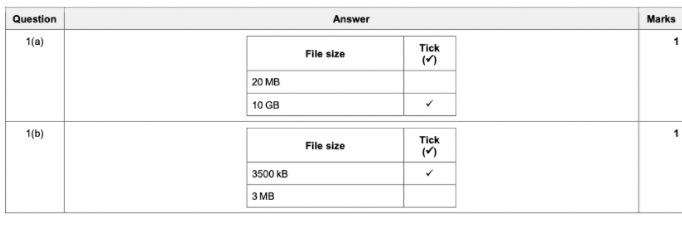 Question Answer Marks
1(a) 1
File size Tick
(✓)
20 MB
10 GB ✓
1(b) 1
File size Tick
(✓)
3500 kB ✓
3 MB